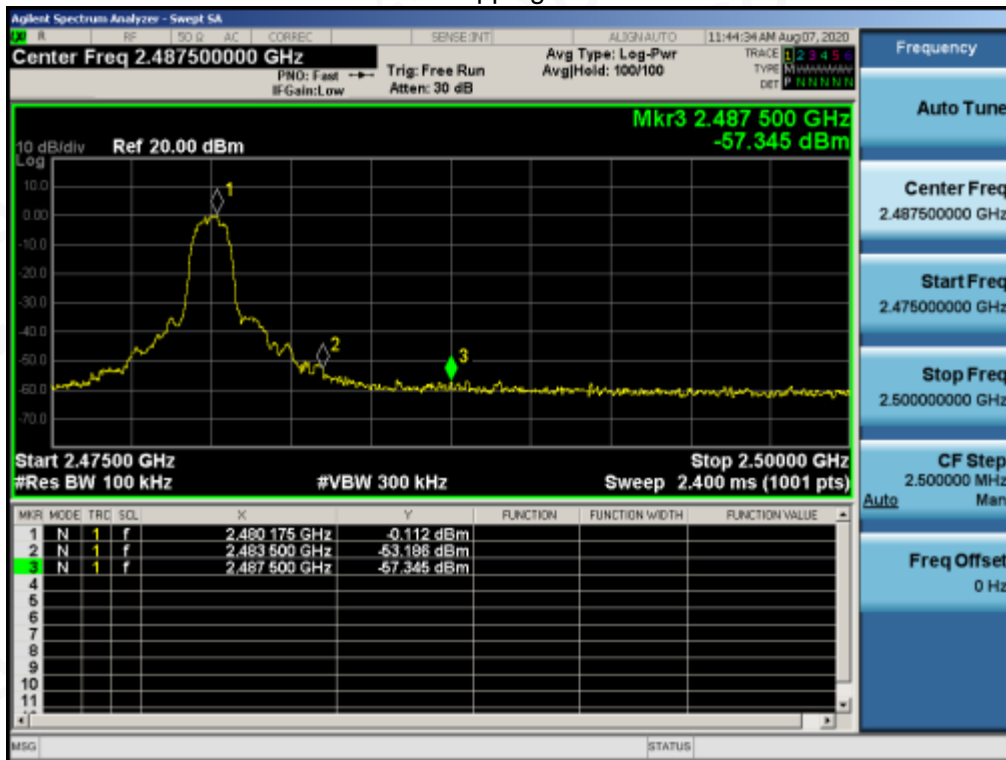 Agilent Spectrum Analyzer - Swept SA
R RF 50 Ω AC CORREC SENSE:INT ALIGN AUTO 11:44:34 AM Aug 07, 2020
Center Freq 2.487500000 GHz
PNO: Fast
IFGain:Low
Trig: Free Run
Atten: 30 dB
Avg Type: Log-Pwr
Avg|Hold: 100/100
TRACE 1 2 3 4 5 6
TYPE M
DET P N N N N N
Mkr3 2.487 500 GHz
-57.345 dBm
10 dB/div Ref 20.00 dBm
Log
10.0
0.00
-10.0
-20.0
-30.0
-40.0
-50.0
-60.0
-70.0
1
2
3
Start 2.47500 GHz Stop 2.50000 GHz
#Res BW 100 kHz #VBW 300 kHz Sweep 2.400 ms (1001 pts)
MKR MODE TRC SCL X Y FUNCTION FUNCTION WIDTH FUNCTION VALUE
1 N 1 f 2.480 175 GHz -0.112 dBm
2 N 1 f 2.483 500 GHz -53.186 dBm
3 N 1 f 2.487 500 GHz -57.345 dBm
4
5
6
7
8
9
10
11
MSG STATUS
Frequency
Auto Tune
Center Freq
2.487500000 GHz
Start Freq
2.475000000 GHz
Stop Freq
2.500000000 GHz
CF Step
2.500000 MHz
Auto Man
Freq Offset
0 Hz